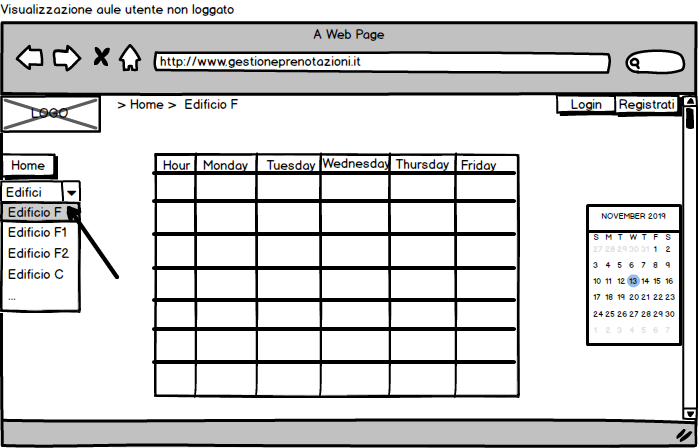 Visualizzazione aule utente non loggato
A Web Page
http://www.gestioneprenotazioni.it
LOGO
> Home > Edificio F
Login Registrati
Home
Edifici
Edificio F
Edificio F1
Edificio F2
Edificio C
...
Hour Monday Tuesday Wednesday Thursday Friday
NOVEMBER 2019
S M T W T F S
27 28 29 30 31 1 2
3 4 5 6 7 8 9
10 11 12 13 14 15 16
17 18 19 20 21 22 23
24 25 26 27 28 29 30
1 2 3 4 5 6 7